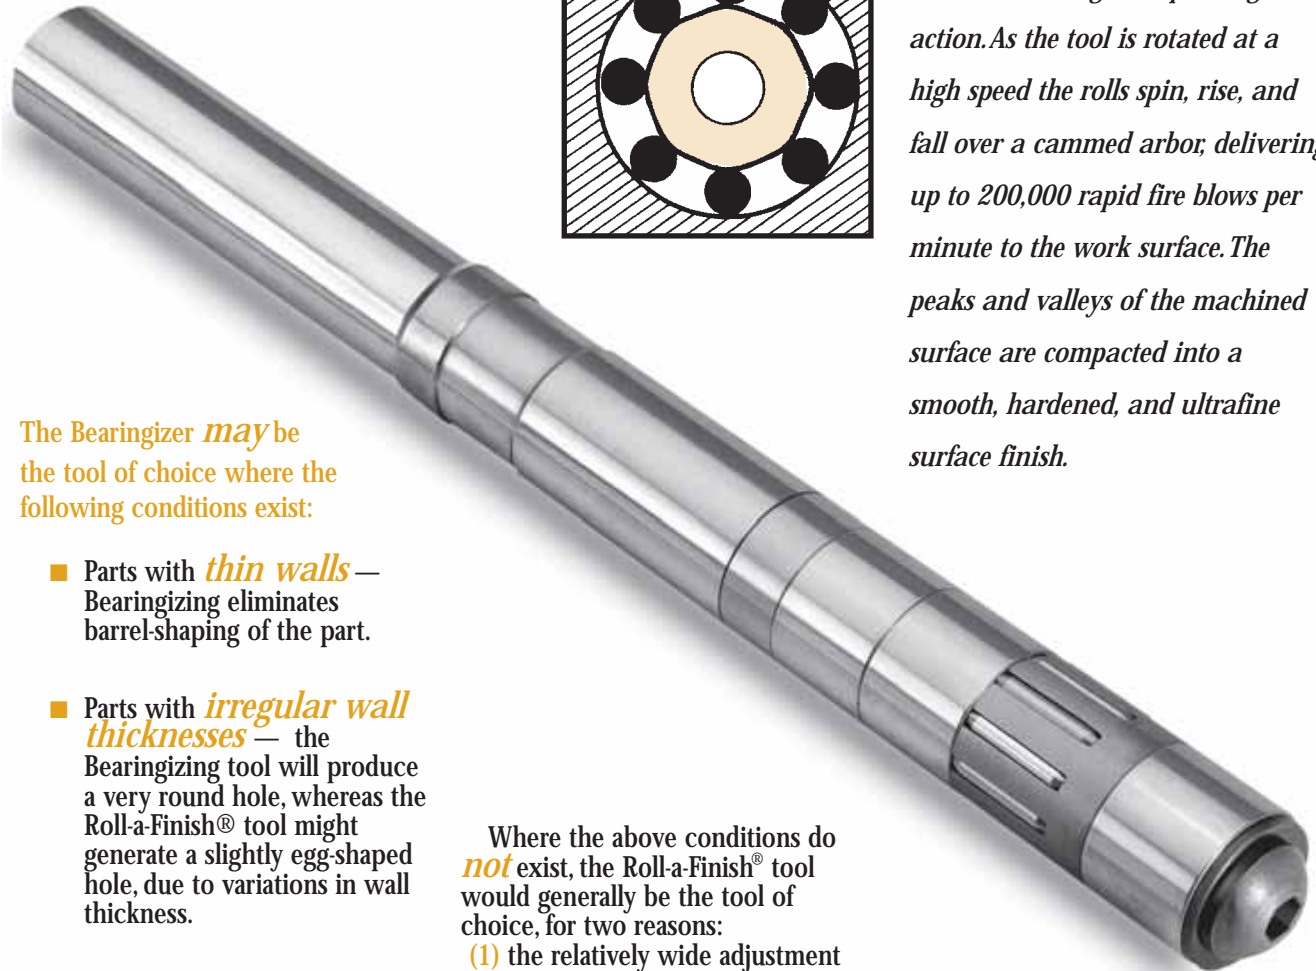 action. As the tool is rotated at a
high speed the rolls spin, rise, and
fall over a cammed arbor, delivering
up to 200,000 rapid fire blows per
minute to the work surface. The
peaks and valleys of the machined
surface are compacted into a
smooth, hardened, and ultrafine
surface finish.
The Bearingizer may be
the tool of choice where the
following conditions exist:
■ Parts with thin walls —
Bearingizing eliminates
barrel-shaping of the part.
■ Parts with irregular wall
thicknesses — the
Bearingizing tool will produce
a very round hole, whereas the
Roll-a-Finish® tool might
generate a slightly egg-shaped
hole, due to variations in wall
thickness.
Where the above conditions do
not exist, the Roll-a-Finish® tool
would generally be the tool of
choice, for two reasons:
(1) the relatively wide adjustment